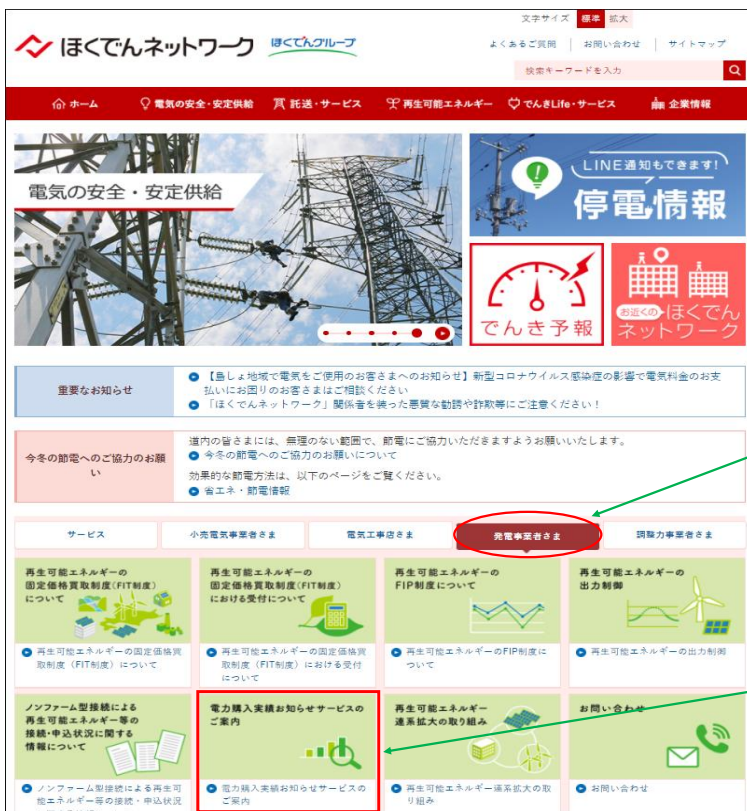 文字サイズ 標準 拡大
ほくでんネットワーク ほくでんグループ
よくあるご質問 お問い合わせ サイトマップ
検索キーワードを入力
ホーム 電気の安全・安定供給 託送・サービス 再生可能エネルギー でんきLife・サービス 企業情報
電気の安全・安定供給
LINE通知もできます!
停電情報
でんき予報
お近くの ほくでん
ネットワーク
重要なお知らせ
【島しょ地域で電気をご使用のお客さまへのお知らせ】新型コロナウイルス感染症の影響で電気料金のお支
払いにお困りのお客さまはご相談ください
「ほくでんネットワーク」関係者を装った悪質な勧誘や詐欺等にご注意ください！
今冬の節電へのご協力のお願
い
道内の皆さまには、無理のない範囲で、節電にご協力いただきますようお願いいたします。
今冬の節電へのご協力のお願いについて
効果的な節電方法は、以下のページをご覧ください。
省エネ・節電情報
サービス 小売電気事業者さま 電気工事店さま 発電事業者さま 調整力事業者さま
再生可能エネルギーの
固定価格買取制度(FIT制度)
について
再生可能エネルギーの固定価格買
取制度（FIT制度）について
再生可能エネルギーの
固定価格買取制度(FIT制度)
における受付について
再生可能エネルギーの固定価格買
取制度（FIT制度）における受付
について
再生可能エネルギーの
FIP制度について
再生可能エネルギーのFIP制度に
ついて
再生可能エネルギーの
出力制御
再生可能エネルギーの出力制御
ノンファーム型接続による
再生可能エネルギー等の
接続・申込状況に関する
情報について
ノンファーム型接続による再生可
能エネルギー等の接続・申込状況
電力購入実績お知らせサービスの
ご案内
電力購入実績お知らせサービスの
ご案内
再生可能エネルギー
連系拡大の取り組み
再生可能エネルギー連系拡大の取
り組み
お問い合わせ
お問い合わせ